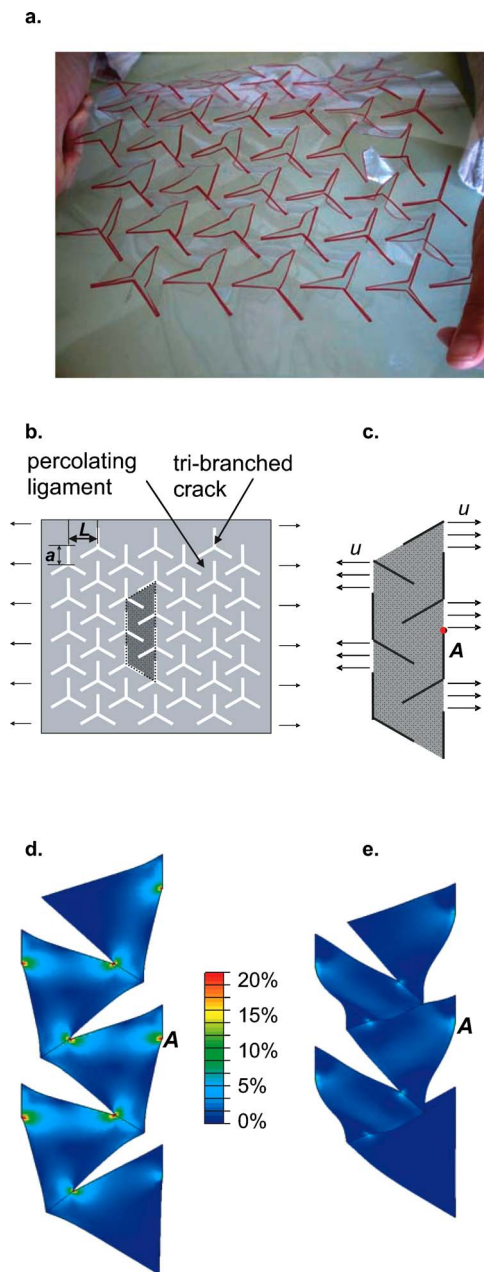 a.
b.
c.
percolating
ligament
tri-branched
crack
L
a
u
u
A
d.
e.
20%
15%
10%
5%
0%
A
A